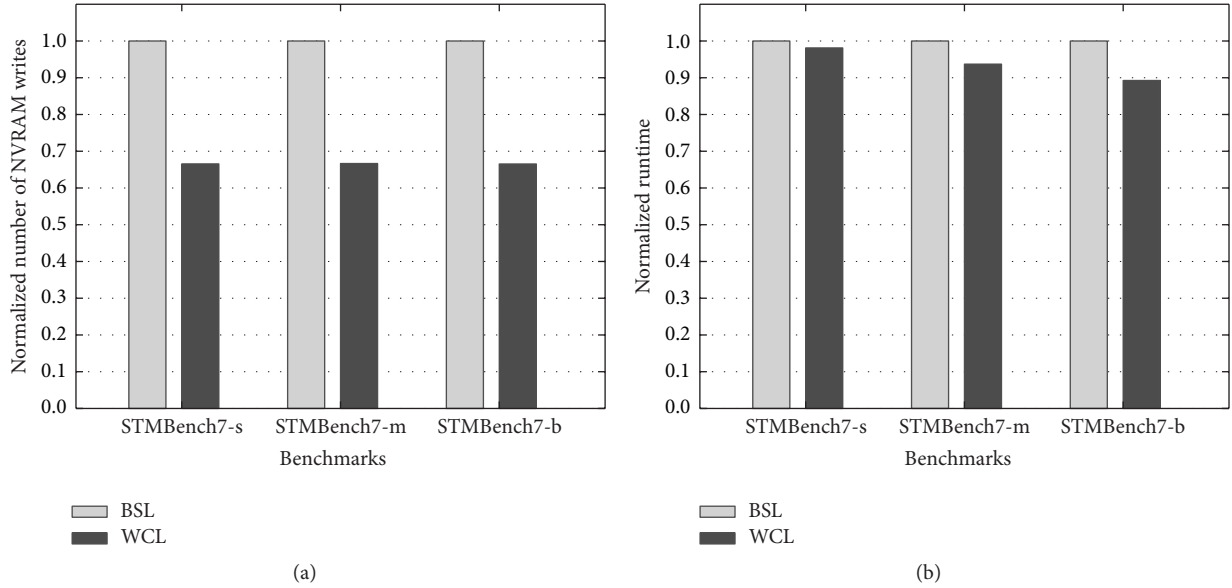 Normalized number of NVRAM writes
1.0
0.9
0.8
0.7
0.6
0.5
0.4
0.3
0.2
0.1
0.0
STMBench7-s STMBench7-m STMBench7-b
Benchmarks
BSL
WCL
(a)
Normalized runtime
1.0
0.9
0.8
0.7
0.6
0.5
0.4
0.3
0.2
0.1
0.0
STMBench7-s STMBench7-m STMBench7-b
Benchmarks
BSL
WCL
(b)